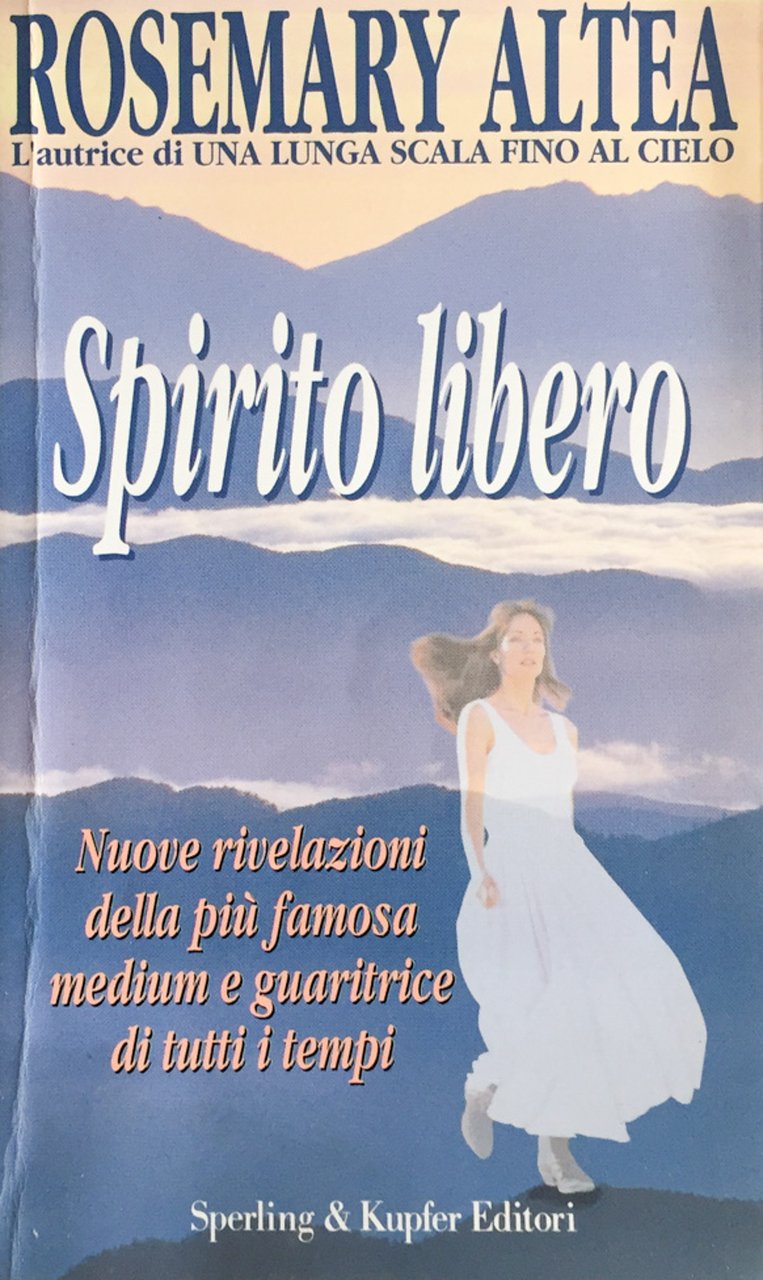 ROSEMARY ALTEA
L'autrice di UNA LUNGA SCALA FINO AL CIELO
Spirito libero
Nuove rivelazioni
della più famosa
medium e guaritrice
di tutti i tempi
Sperling & Kupfer Editori